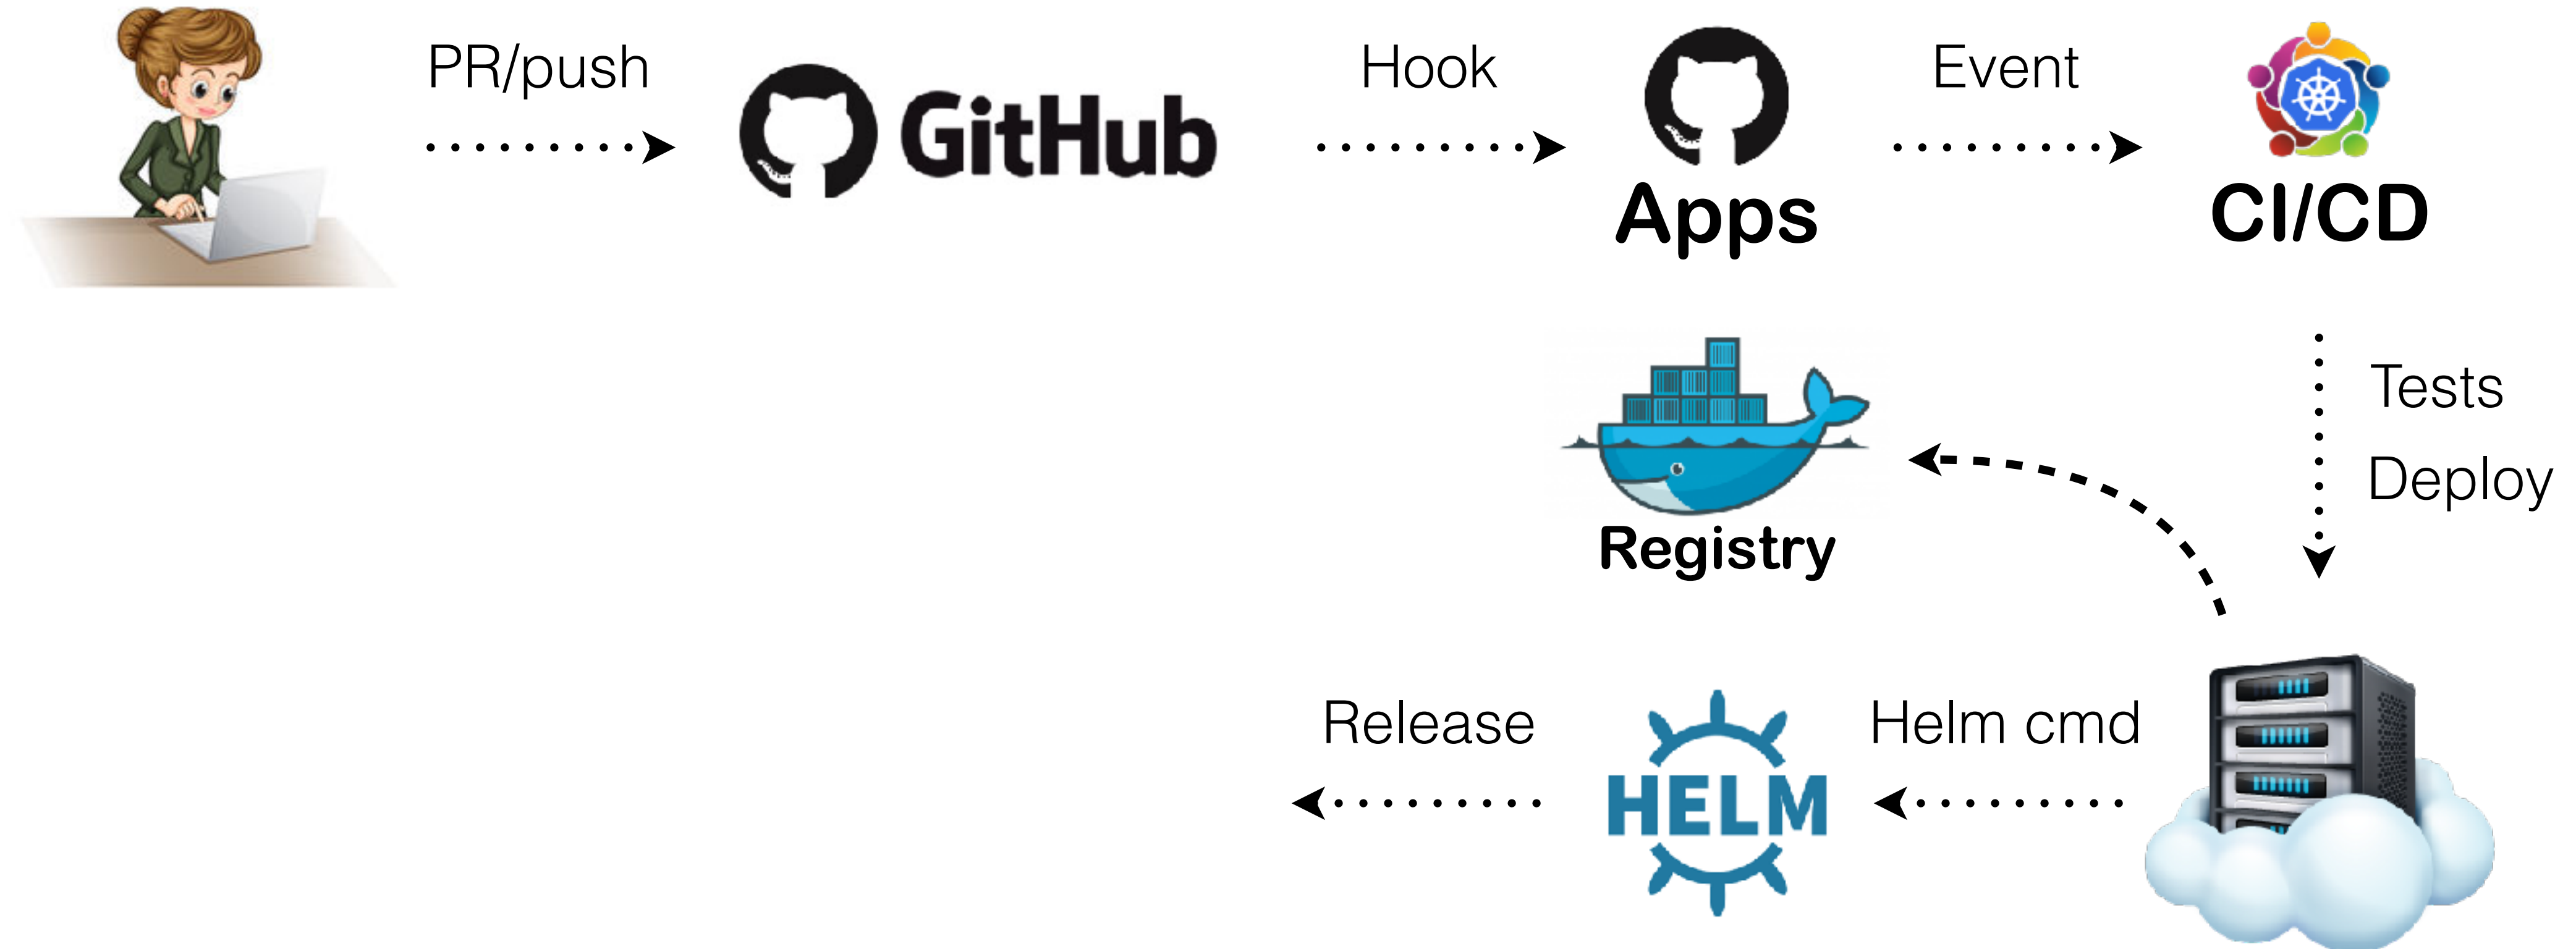 PR/push
GitHub
Hook
Apps
Event
CI/CD
Tests
Deploy
Registry
Release
HELM
Helm cmd